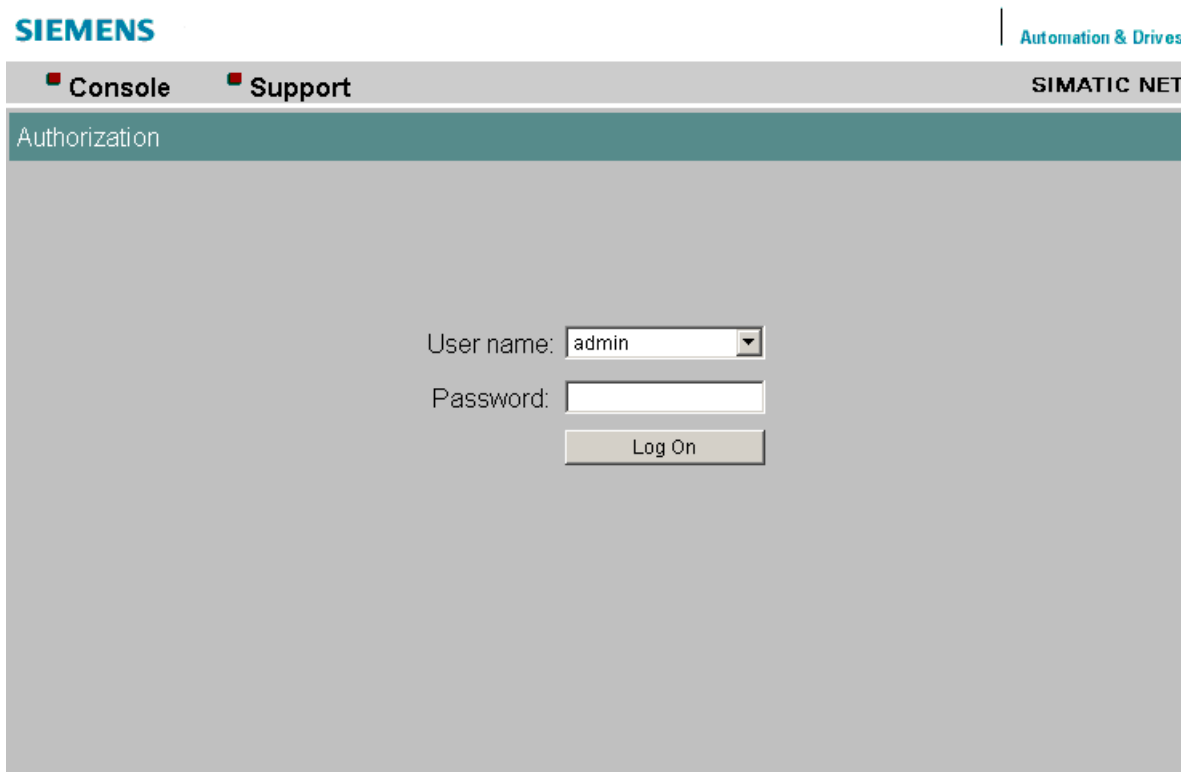 SIEMENS
Automation & Drives
Console Support SIMATIC NET
Authorization
User name: admin
Password:
Log On